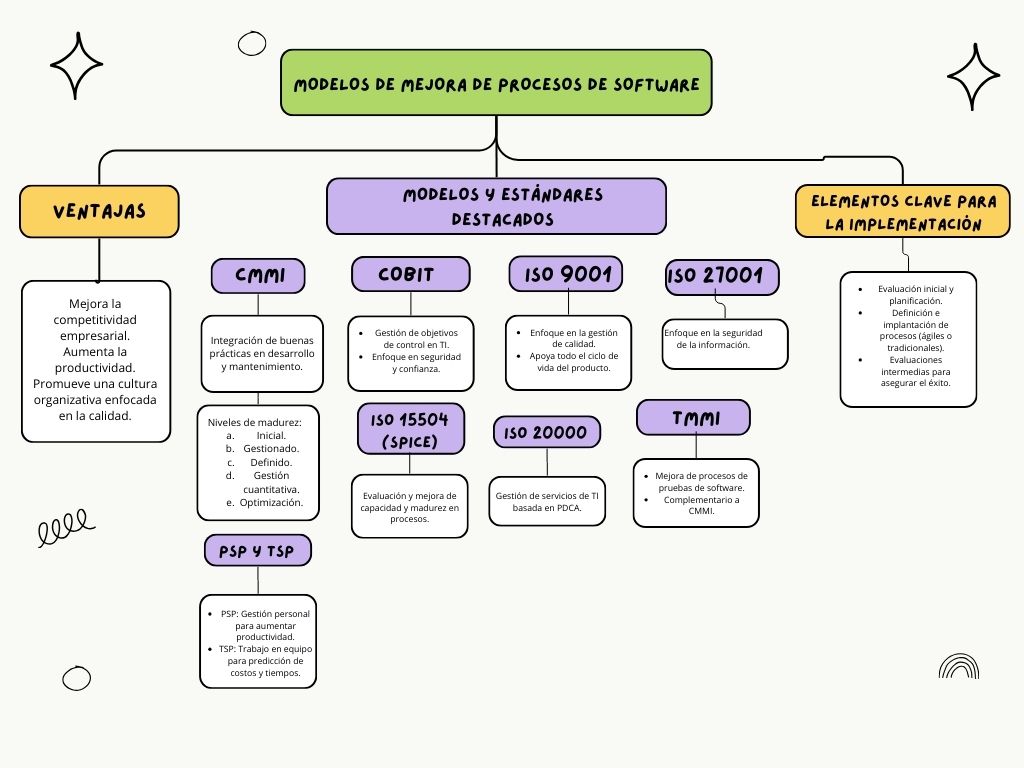 MODELOS DE MEJORA DE PROCESOS DE SOFTWARE
VENTAJAS
Mejora la
competitividad
empresarial.
Aumenta la
productividad.
Promueve una cultura
organizativa enfocada
en la calidad.
MODELOS Y ESTÁNDARES
DESTACADOS
CMMI
Integración de buenas
prácticas en desarrollo
y mantenimiento.
Niveles de madurez:
a. Inicial.
b. Gestionado.
c. Definido.
d. Gestión
cuantitativa.
e. Optimización.
PSP Y TSP
• PSP: Gestión personal
para aumentar
productividad.
• TSP: Trabajo en equipo
para predicción de
costos y tiempos.
COBIT
• Gestión de objetivos
de control en TI.
• Enfoque en seguridad
y confianza.
ISO 15504
(SPICE)
Evaluación y mejora de
capacidad y madurez en
procesos.
ISO 9001
• Enfoque en la gestión
de calidad.
• Apoya todo el ciclo de
vida del producto.
ISO 20000
Gestión de servicios de TI
basada en PDCA.
ISO 27001
Enfoque en la seguridad
de la información.
TMMI
• Mejora de procesos de
pruebas de software.
• Complementario a
CMMI.
ELEMENTOS CLAVE PARA
LA IMPLEMENTACIÓN
• Evaluación inicial y
planificación.
• Definición e
implantación de
procesos (ágiles o
tradicionales).
• Evaluaciones
intermedias para
asegurar el éxito.